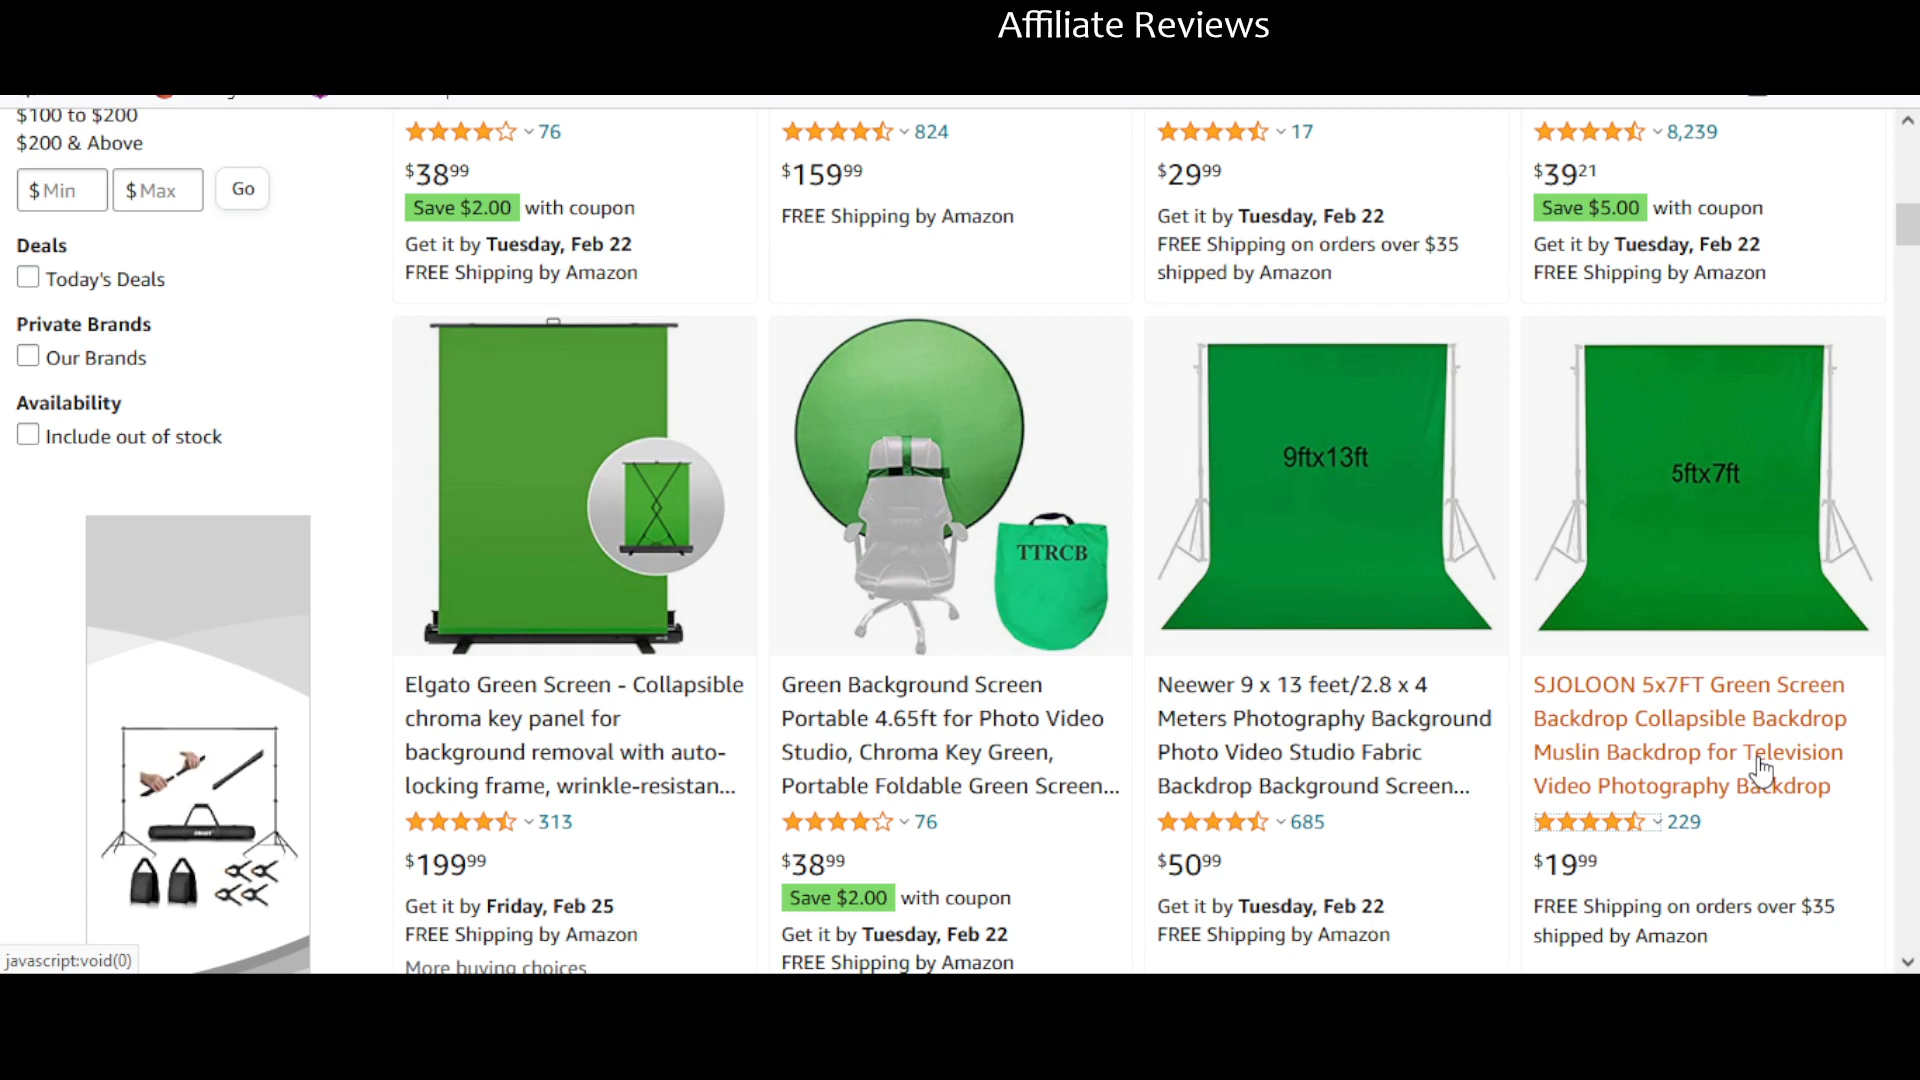 Affiliate Reviews
$100 to $200
$200 & Above
$ Min $ Max Go
Deals
Today's Deals
Private Brands
Our Brands
Availability
Include out of stock
76
$38 99
Save $2.00 with coupon
Get it by Tuesday, Feb 22
FREE Shipping by Amazon
824
$159 99
FREE Shipping by Amazon
17
$29 99
Get it by Tuesday, Feb 22
FREE Shipping on orders over $35
shipped by Amazon
8,239
$39 21
Save $5.00 with coupon
Get it by Tuesday, Feb 22
FREE Shipping by Amazon
Elgato Green Screen - Collapsible
chroma key panel for
background removal with auto-
locking frame, wrinkle-resistan...
313
$199 99
Get it by Friday, Feb 25
FREE Shipping by Amazon
More buying choices
TTRCB
Green Background Screen
Portable 4.65ft for Photo Video
Studio, Chroma Key Green,
Portable Foldable Green Screen...
76
$38 99
Save $2.00 with coupon
Get it by Tuesday, Feb 22
FREE Shipping by Amazon
9ftx13ft
Neewer 9 x 13 feet/2.8 x 4
Meters Photography Background
Photo Video Studio Fabric
Backdrop Background Screen...
685
$50 99
Get it by Tuesday, Feb 22
FREE Shipping by Amazon
5ftx7ft
SJOLOON 5x7FT Green Screen
Backdrop Collapsible Backdrop
Muslin Backdrop for Television
Video Photography Backdrop
229
$19 99
FREE Shipping on orders over $35
shipped by Amazon
javascript:void(0)